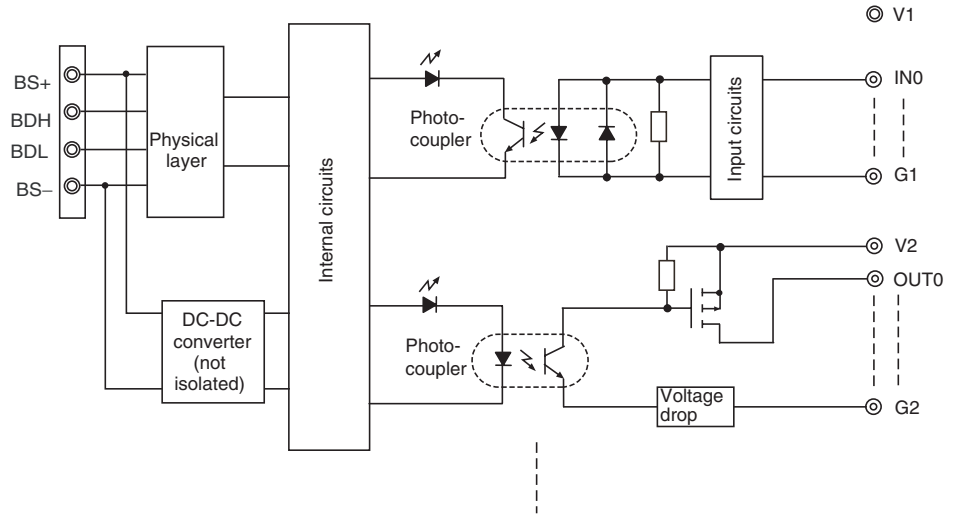 V1
BS+
BDH
BDL
BS−
Physical
layer
Internal circuits
Photo-
coupler
Input circuits
IN0
G1
DC-DC
converter
(not
isolated)
Photo-
coupler
Voltage
drop
V2
OUT0
G2